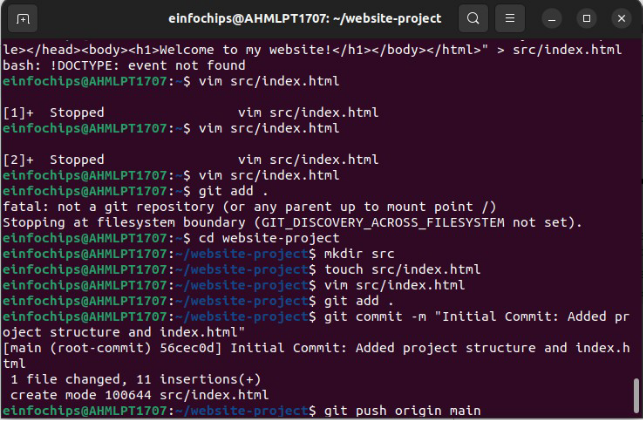 einfochips@AHMLPT1707: ~/website-project
le></head><body><h1>Welcome to my website!</h1></body></html>" > src/index.html
bash: !DOCTYPE: event not found
einfochips@AHMLPT1707:~$ vim src/index.html
[1]+  Stopped                 vim src/index.html
einfochips@AHMLPT1707:~$ vim src/index.html
[2]+  Stopped                 vim src/index.html
einfochips@AHMLPT1707:~$ vim src/index.html
einfochips@AHMLPT1707:~$ git add .
fatal: not a git repository (or any parent up to mount point /)
Stopping at filesystem boundary (GIT_DISCOVERY_ACROSS_FILESYSTEM not set).
einfochips@AHMLPT1707:~$ cd website-project
einfochips@AHMLPT1707:~/website-project$ mkdir src
einfochips@AHMLPT1707:~/website-project$ touch src/index.html
einfochips@AHMLPT1707:~/website-project$ vim src/index.html
einfochips@AHMLPT1707:~/website-project$ git add .
einfochips@AHMLPT1707:~/website-project$ git commit -m "Initial Commit: Added pr
oject structure and index.html"
[main (root-commit) 56cec0d] Initial Commit: Added project structure and index.h
tml
 1 file changed, 11 insertions(+)
 create mode 100644 src/index.html
einfochips@AHMLPT1707:~/website-project$ git push origin main